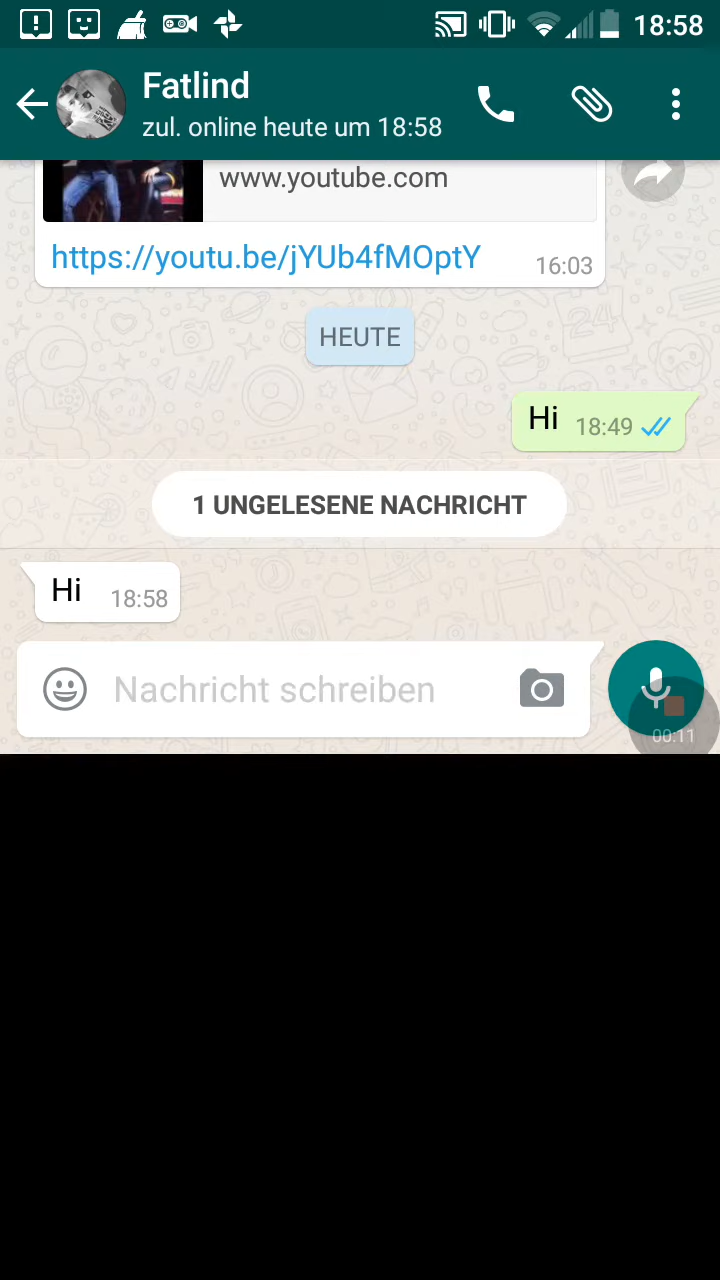 18:58
Fatlind
zul. online heute um 18:58
www.youtube.com
https://youtu.be/jYUb4fMOptY 16:03
HEUTE
Hi 18:49
1 UNGELESENE NACHRICHT
Hi 18:58
Nachricht schreiben
00:11